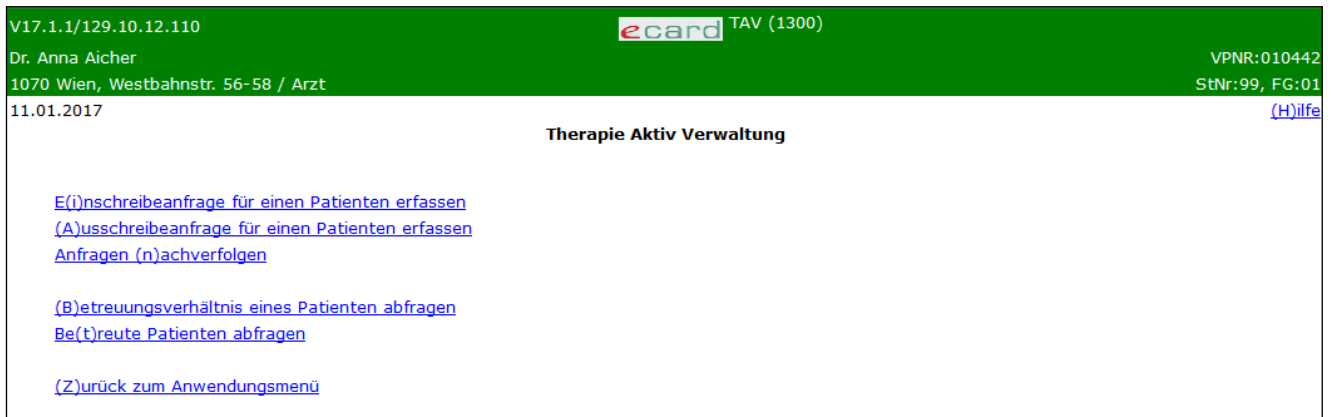 V17.1.1/129.10.12.110 ecard TAV (1300)
Dr. Anna Aicher VPNR:010442
1070 Wien, Westbahnstr. 56-58 / Arzt StNr:99, FG:01
11.01.2017 (H)ilfe
Therapie Aktiv Verwaltung
E(i)nschreibeanfrage für einen Patienten erfassen
(A)usschreibeanfrage für einen Patienten erfassen
Anfragen (n)achverfolgen
(B)etreuungsverhältnis eines Patienten abfragen
Be(t)reute Patienten abfragen
(Z)urück zum Anwendungsmenü